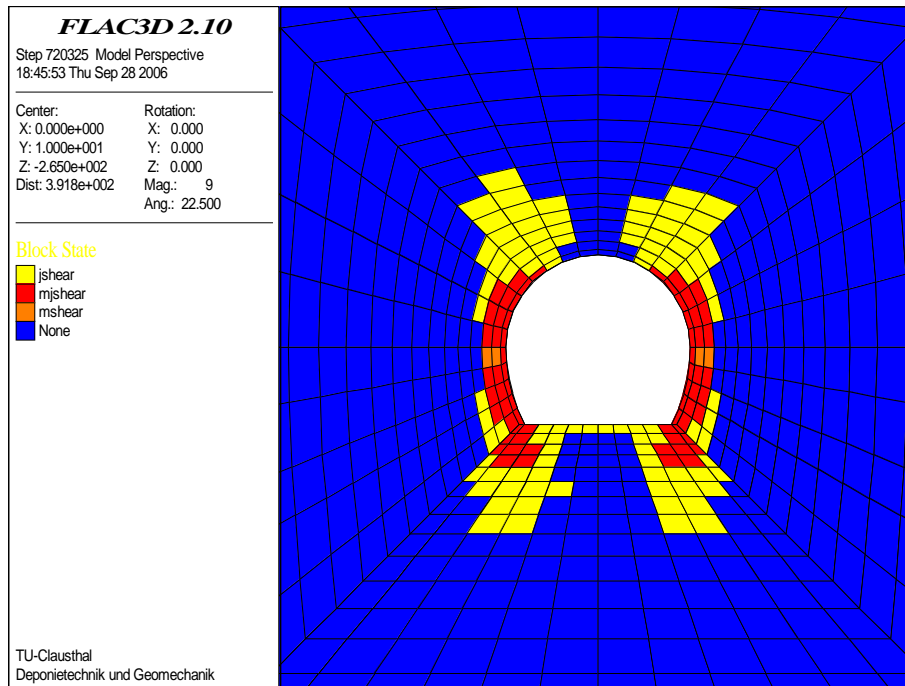 FLAC3D 2.10
Step 720325 Model Perspective
18:45:53 Thu Sep 28 2006
Center:
X: 0.000e+000
Y: 1.000e+001
Z: -2.650e+002
Dist: 3.918e+002
Rotation:
X: 0.000
Y: 0.000
Z: 0.000
Mag.: 9
Ang.: 22.500
Block State
jshear
mjshear
mshear
None
TU-Clausthal
Deponietechnik und Geomechanik